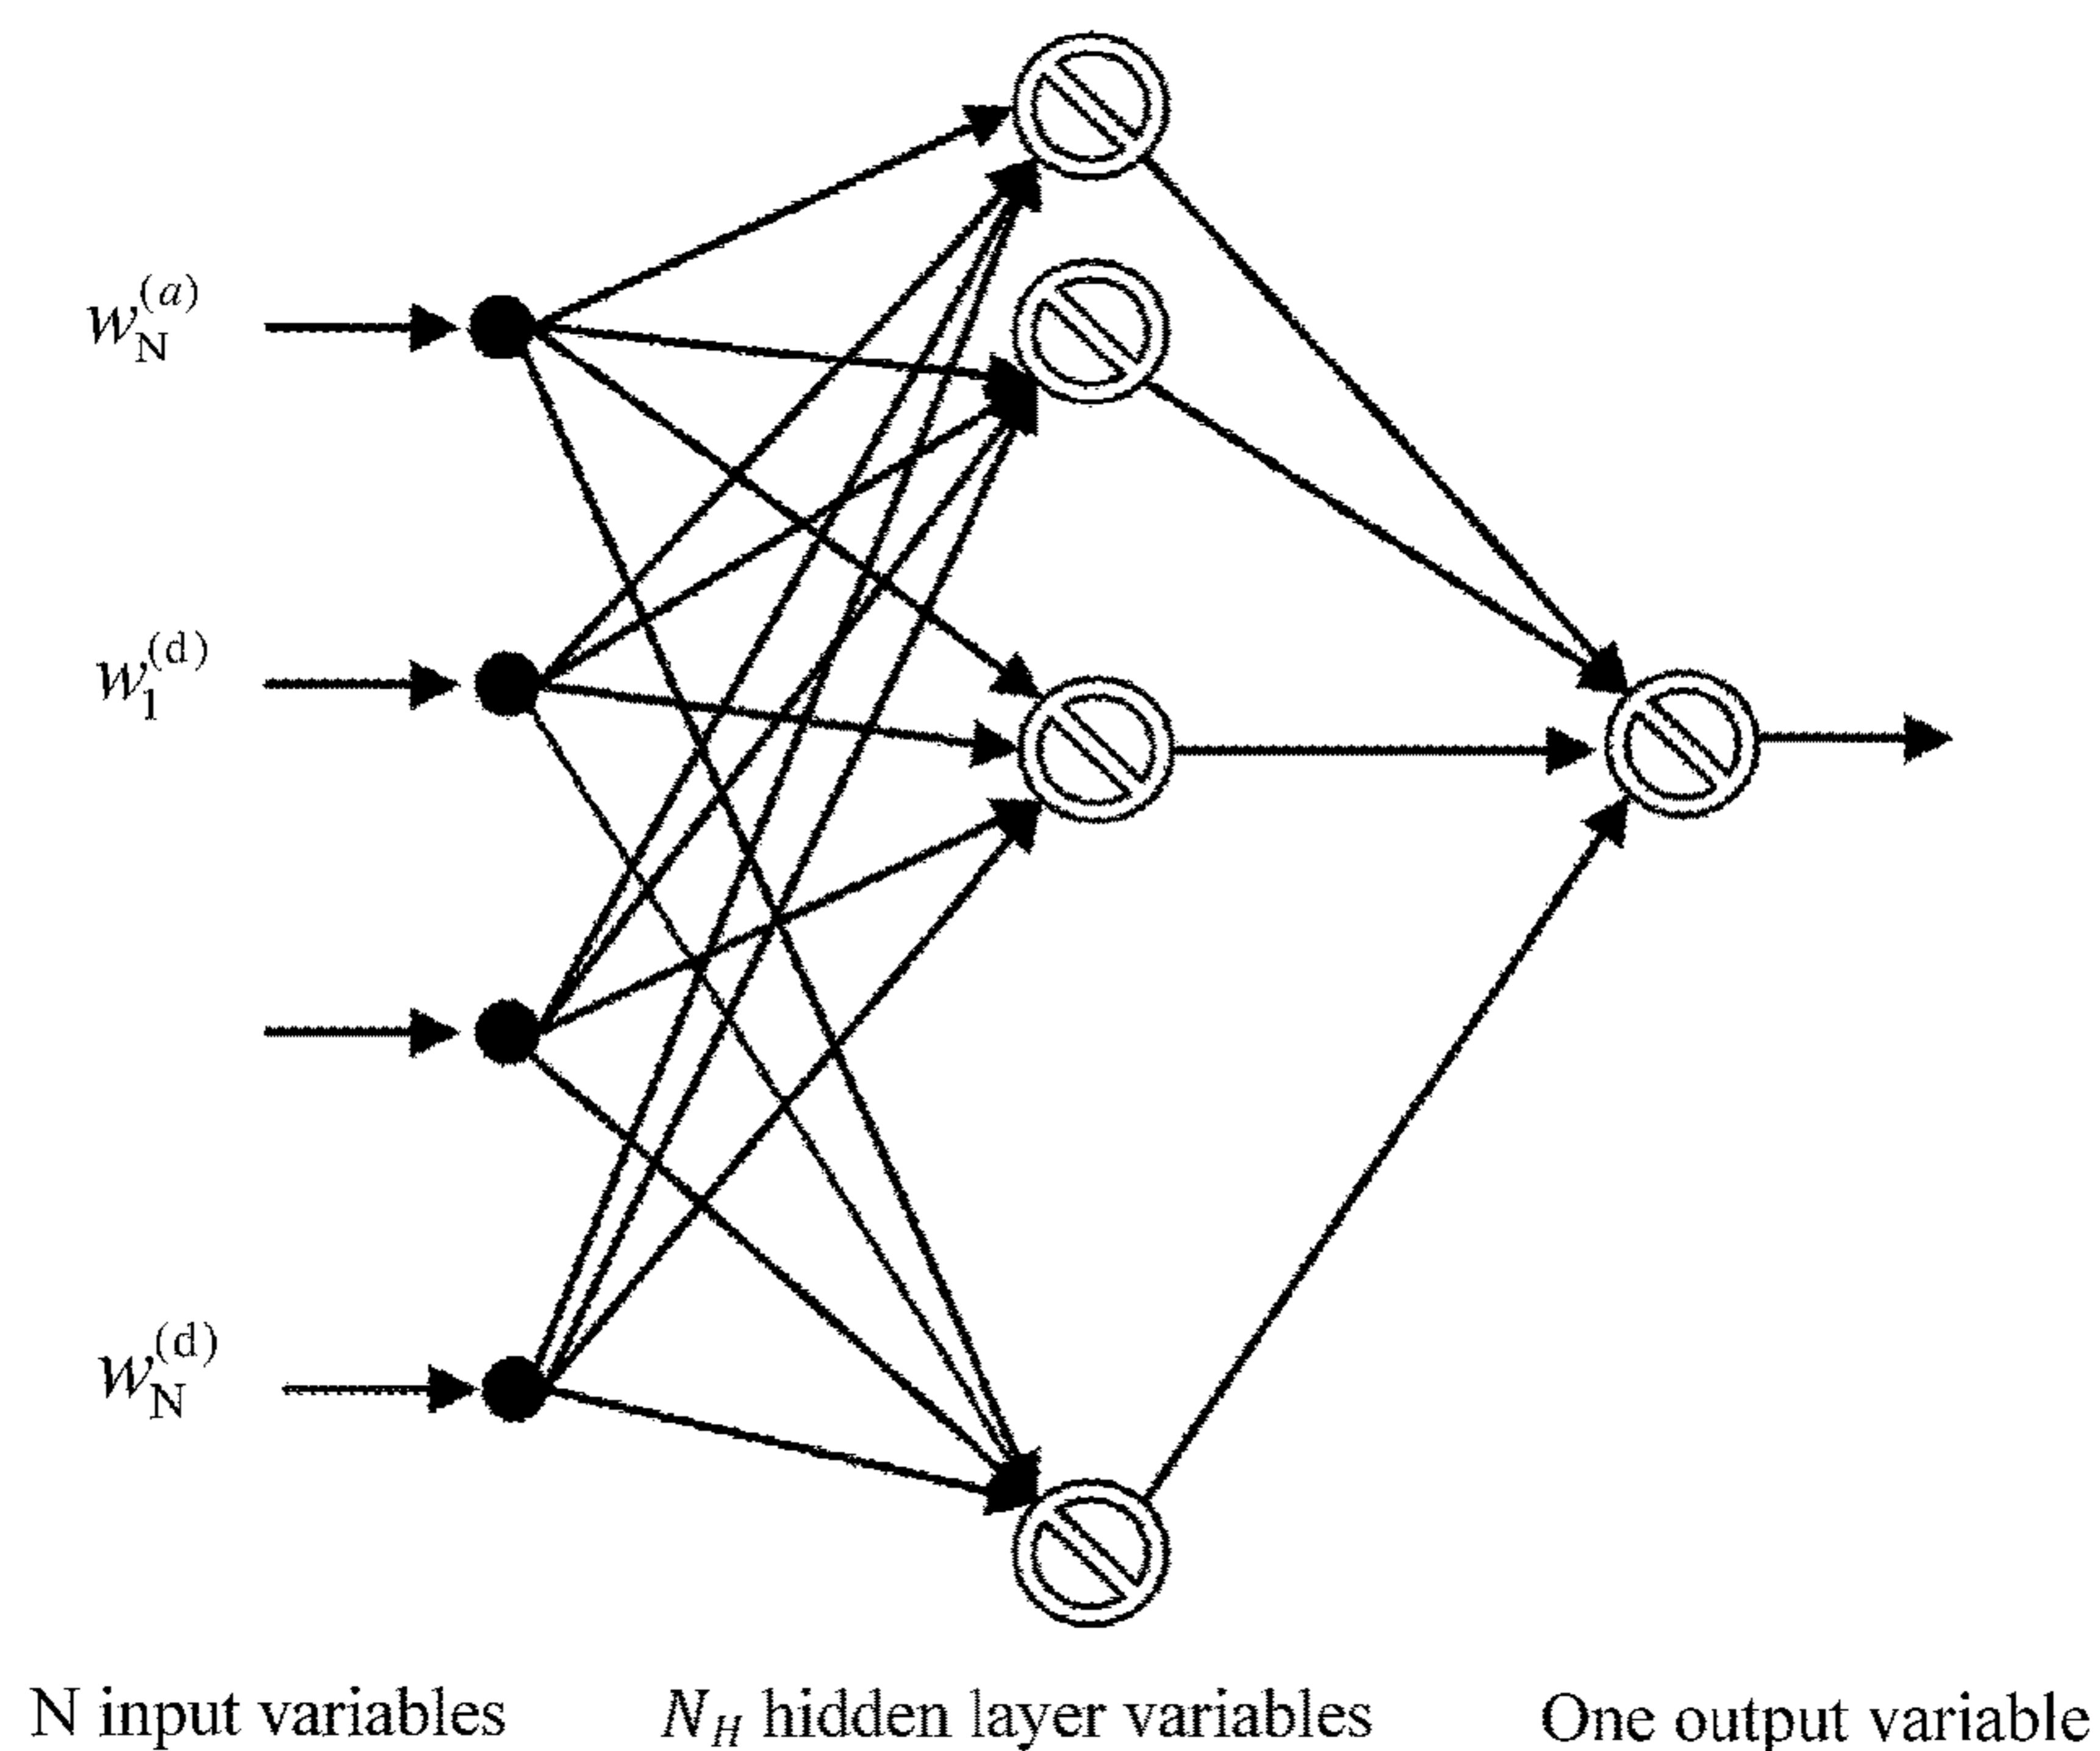 w_N^(a)
w_1^(d)
w_N^(d)
N input variables
N_H hidden layer variables
One output variable